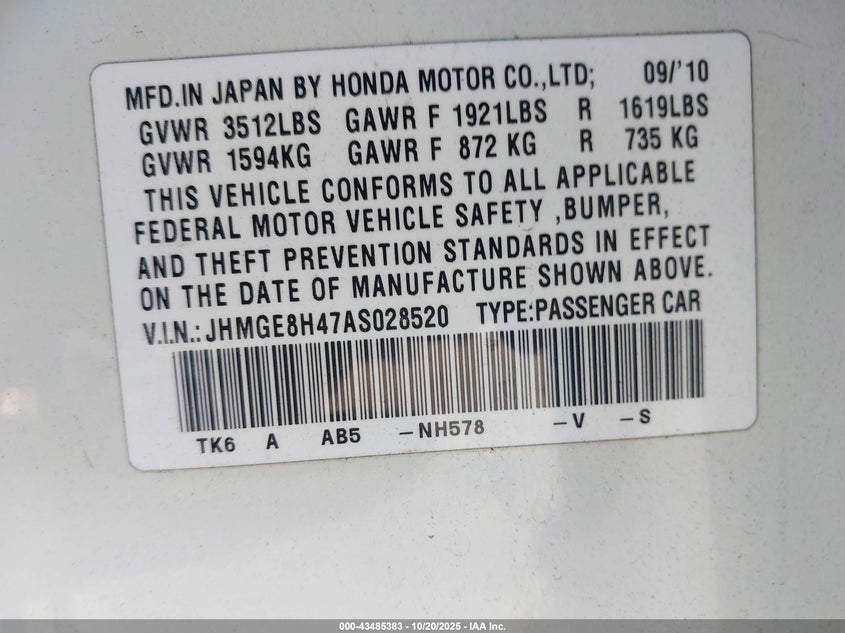 MFD.IN JAPAN BY HONDA MOTOR CO.,LTD; 09/'10
GVWR 3512LBS GAWR F 1921LBS R 1619LBS
GVWR 1594KG GAWR F 872 KG R 735 KG
THIS VEHICLE CONFORMS TO ALL APPLICABLE
FEDERAL MOTOR VEHICLE SAFETY ,BUMPER,
AND THEFT PREVENTION STANDARDS IN EFFECT
ON THE DATE OF MANUFACTURE SHOWN ABOVE.
V.I.N.: JHMGE8H47AS028520 TYPE:PASSENGER CAR
TK6 A AB5 -NH578 -V -S
000-43485383 - 10/20/2025 - IAA Inc.